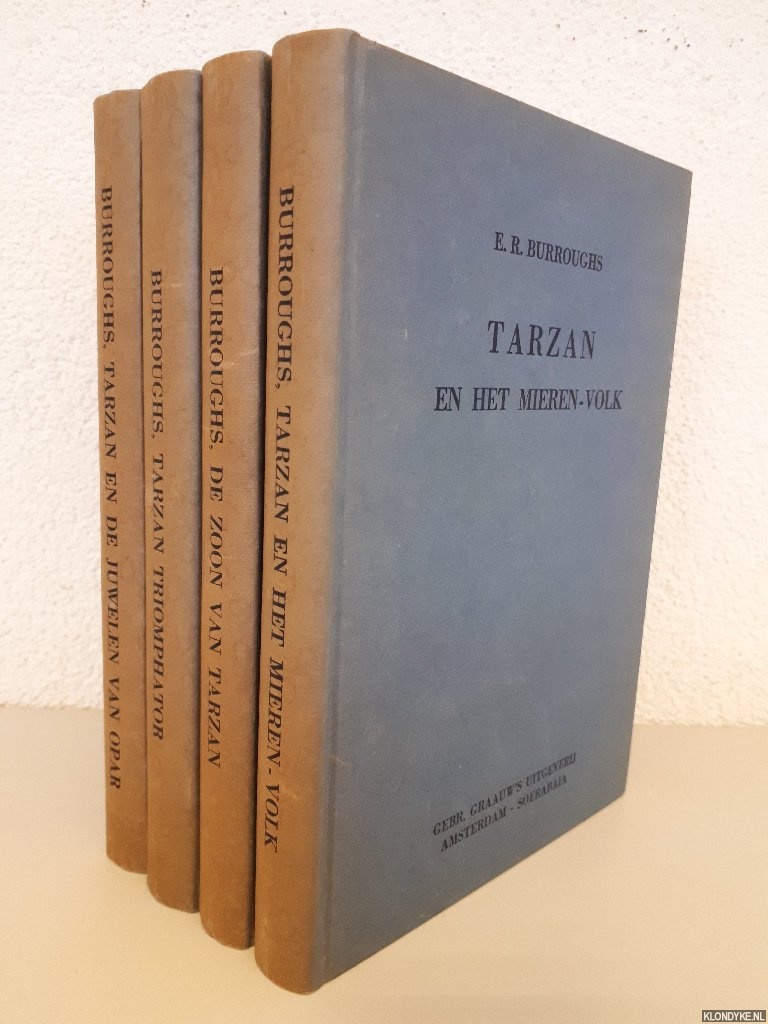 BURROUGHS, TARZAN EN DE JUWELEN VAN OPAR
BURROUGHS, TARZAN TRIOMPHATOR
BURROUGHS, DE ZOON VAN TARZAN
BURROUGHS, TARZAN EN HET MIEREN-VOLK
E. R. BURROUGHS
TARZAN
EN HET MIEREN-VOLK
GEBR. GRAAUW'S UITGEVERIJ
AMSTERDAM - SOERABAIA
KLONDYKE.NL